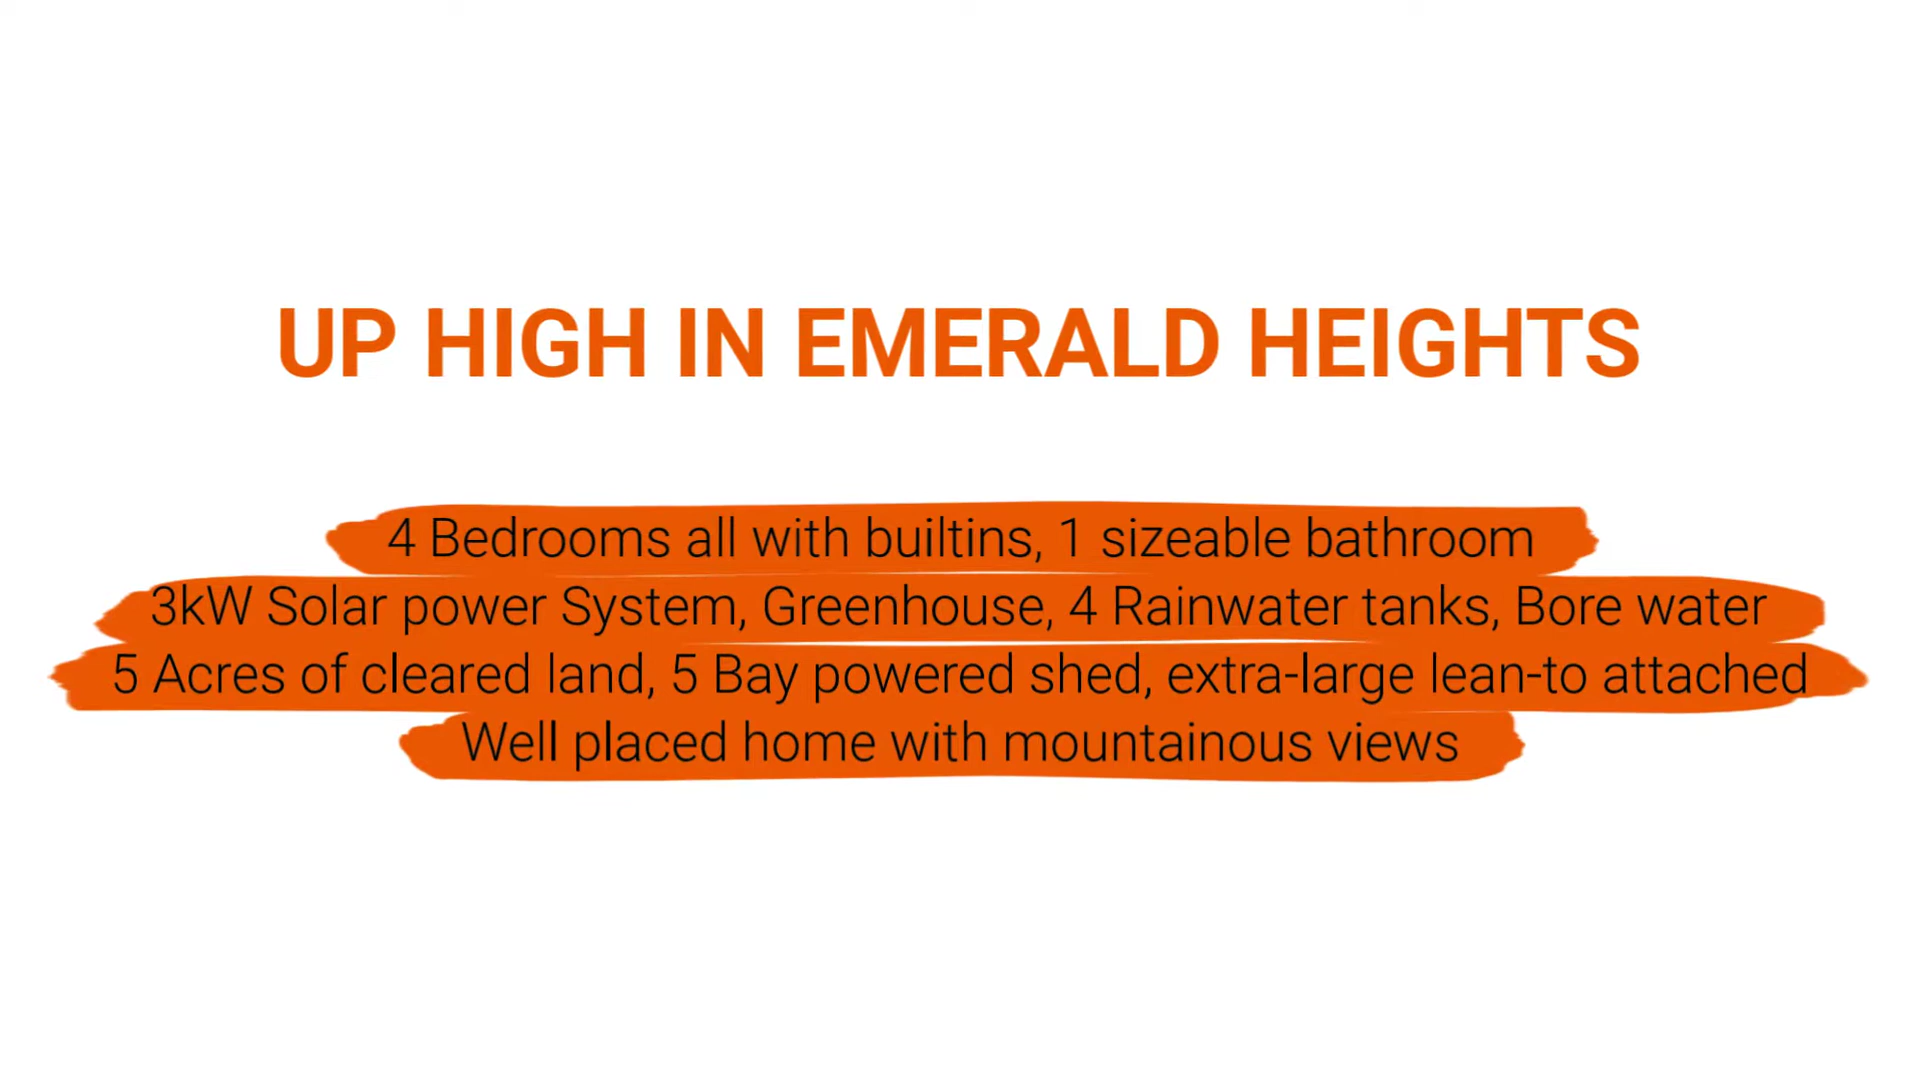 UP HIGH IN EMERALD HEIGHTS
4 Bedrooms all with builtins, 1 sizeable bathroom
3kW Solar power System, Greenhouse, 4 Rainwater tanks, Bore water
5 Acres of cleared land, 5 Bay powered shed, extra-large lean-to attached
Well placed home with mountainous views